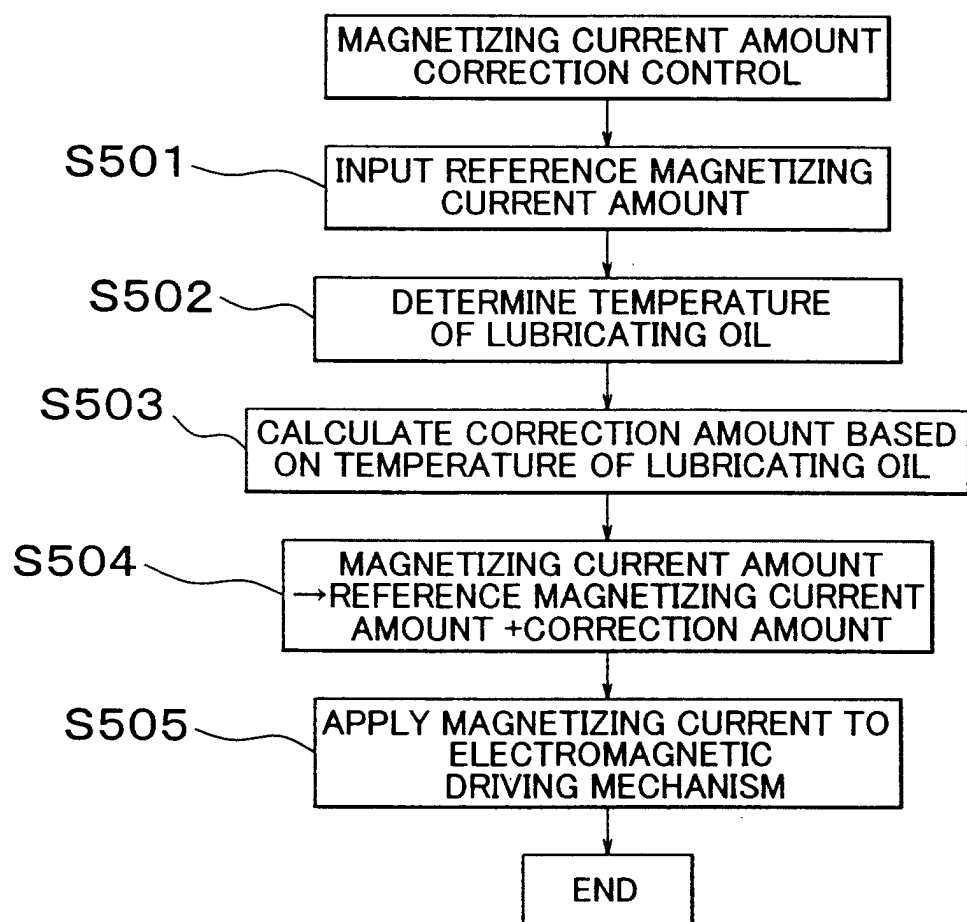 MAGNETIZING CURRENT AMOUNT
CORRECTION CONTROL
S501
INPUT REFERENCE MAGNETIZING
CURRENT AMOUNT
S502
DETERMINE TEMPERATURE
OF LUBRICATING OIL
S503
CALCULATE CORRECTION AMOUNT BASED
ON TEMPERATURE OF LUBRICATING OIL
S504
MAGNETIZING CURRENT AMOUNT
→REFERENCE MAGNETIZING CURRENT
AMOUNT +CORRECTION AMOUNT
S505
APPLY MAGNETIZING CURRENT TO
ELECTROMAGNETIC
DRIVING MECHANISM
END